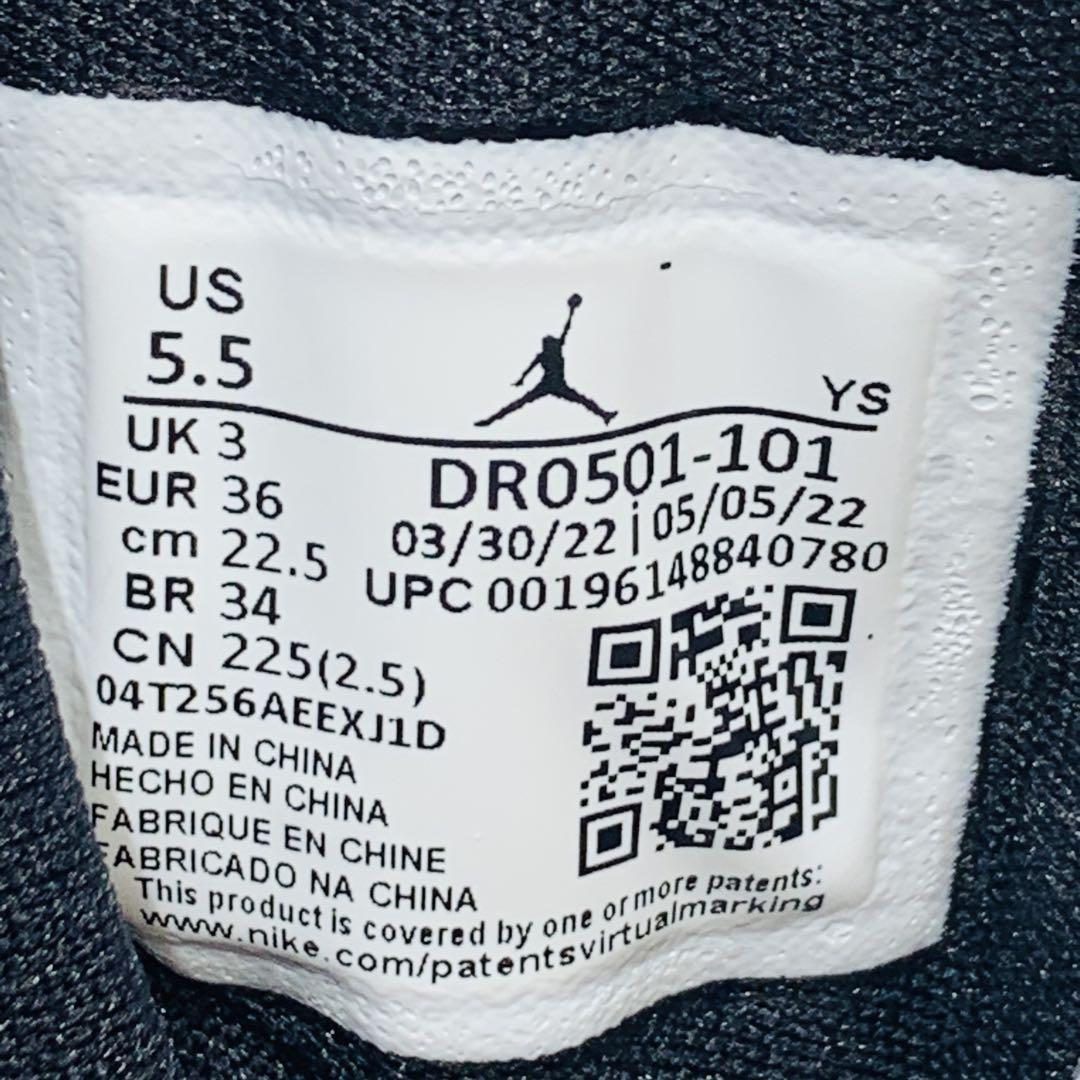 US
5.5
YS
UK 3
EUR 36
cm 22.5
BR 34
CN 225(2.5)
DR0501-101
03/30/22 | 05/05/22
UPC 00196148840780
04T256AEEXJ1D
MADE IN CHINA
HECHO EN CHINA
FABRIQUE EN CHINE
FABRICADO NA CHINA
This product is covered by one or more patents:
www.nike.com/patentsvirtualmarking